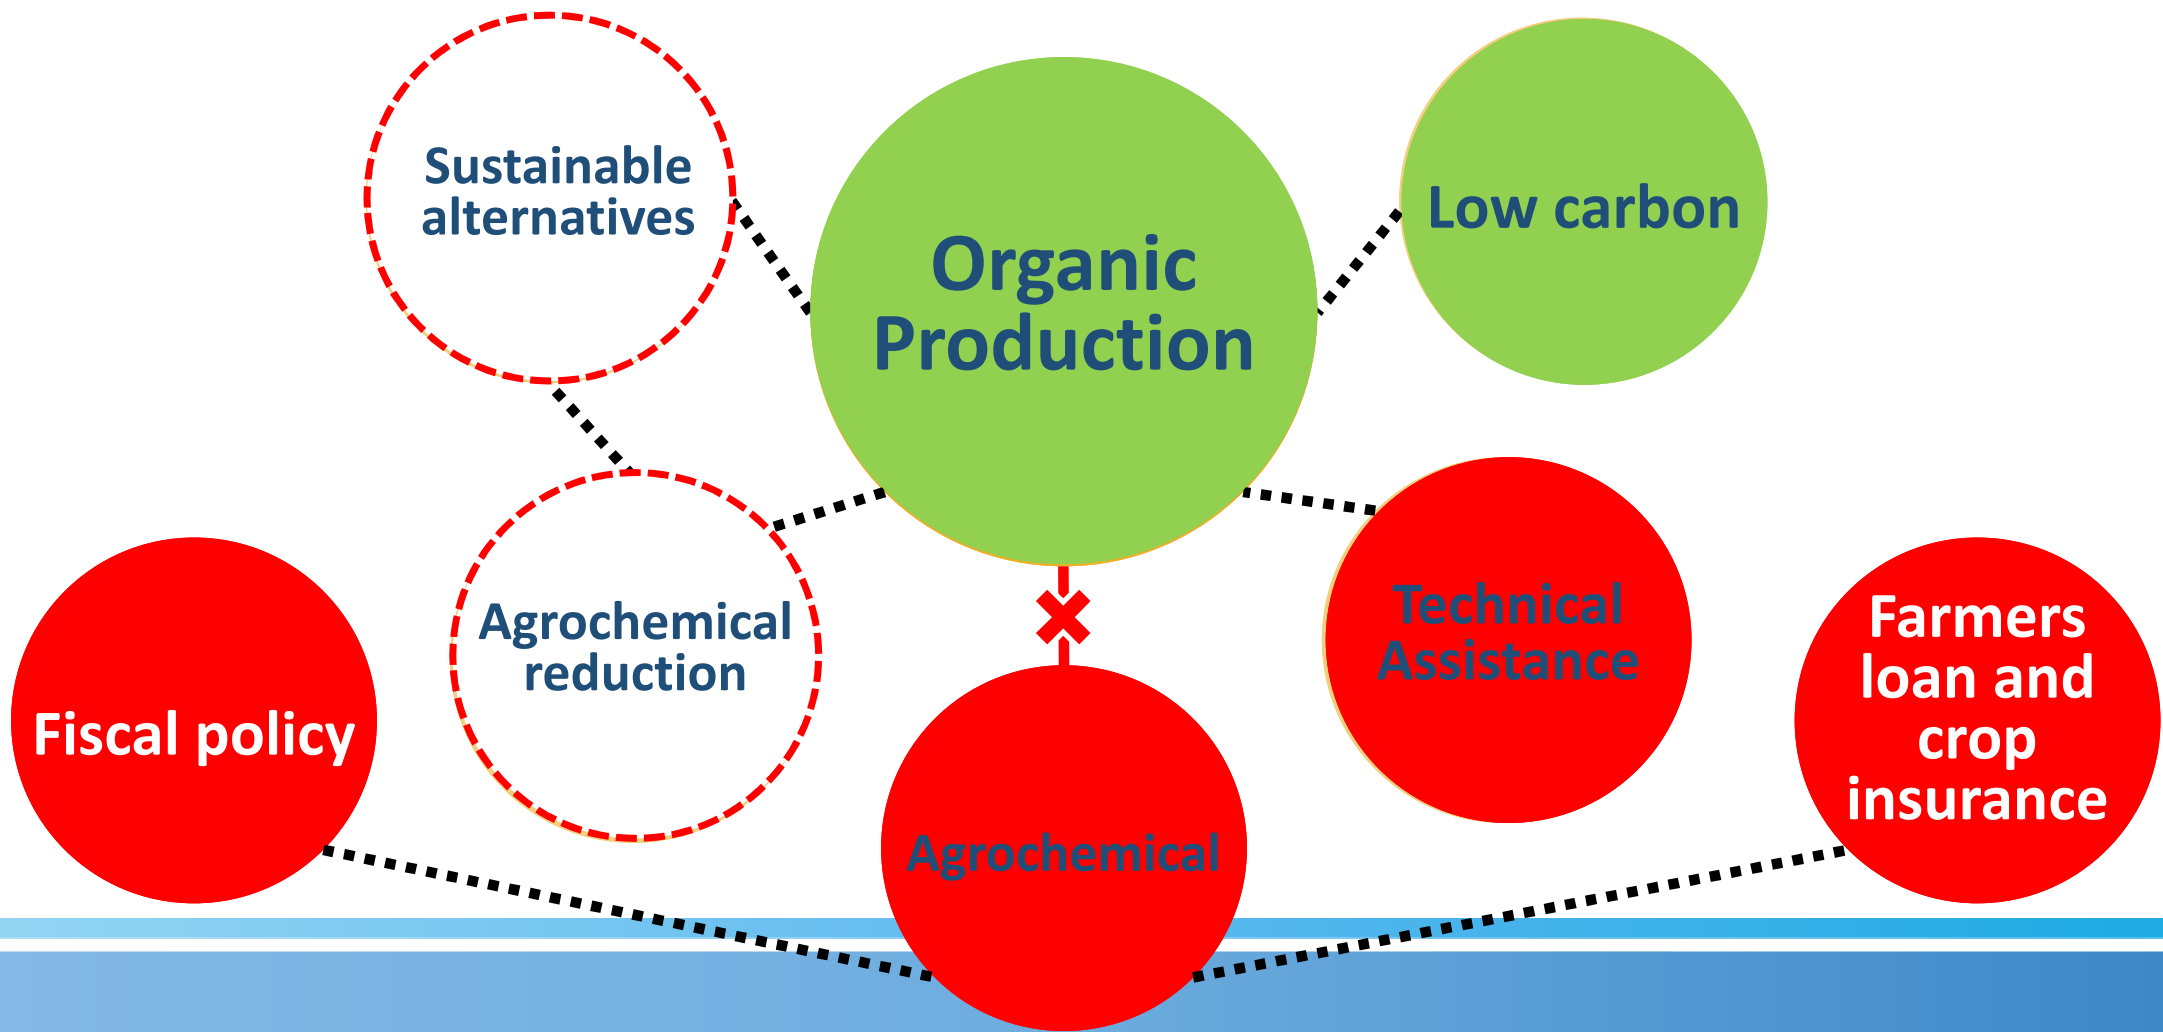 Sustainable
alternatives
Organic
Production
Low carbon
Agrochemical
reduction
Technical
Assistance
Fiscal policy
Agrochemical
Farmers
loan and
crop
insurance